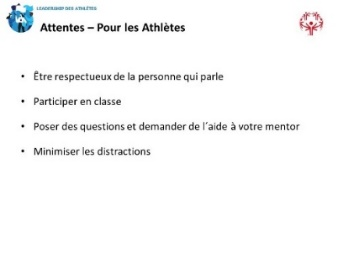 LEADERSHIP DES ATHLÈTES
Attentes – Pour les Athlètes
• Être respectueux de la personne qui parle
• Participer en classe
• Poser des questions et demander de l´aide à votre mentor
• Minimiser les distractions